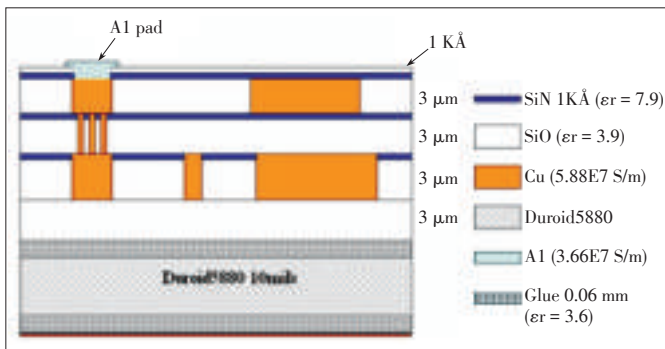 A1 pad
1 KÅ
3 μm
3 μm
3 μm
3 μm
SiN 1KÅ (εr = 7.9)
SiO (εr = 3.9)
Cu (5.88E7 S/m)
Duroid5880
A1 (3.66E7 S/m)
Glue 0.06 mm
(εr = 3.6)
Duroid5880 10mils